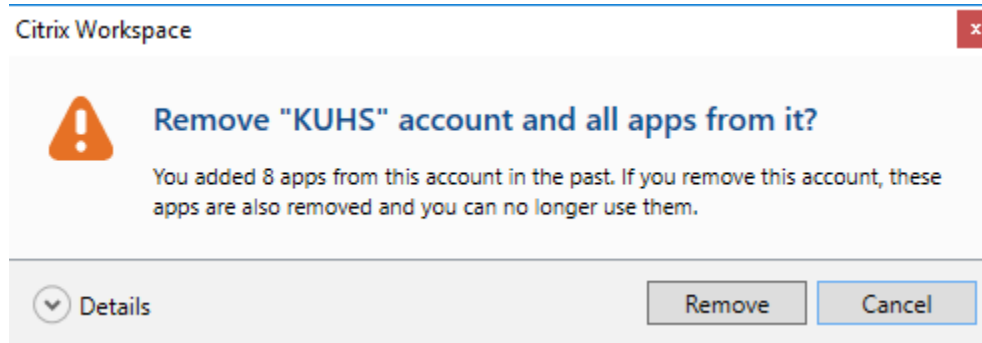 Citrix Workspace
x
Remove "KUHS" account and all apps from it?
You added 8 apps from this account in the past. If you remove this account, these
apps are also removed and you can no longer use them.
Details
Remove
Cancel